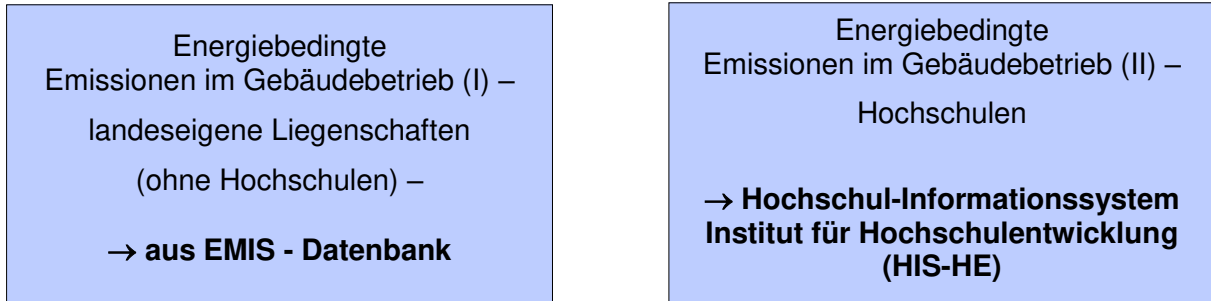 Energiebedingte
Emissionen im Gebäudebetrieb (I) –
landeseigene Liegenschaften
(ohne Hochschulen) –
→ aus EMIS - Datenbank
Energiebedingte
Emissionen im Gebäudebetrieb (II) –
Hochschulen
→ Hochschul-Informationssystem
Institut für Hochschulentwicklung
(HIS-HE)